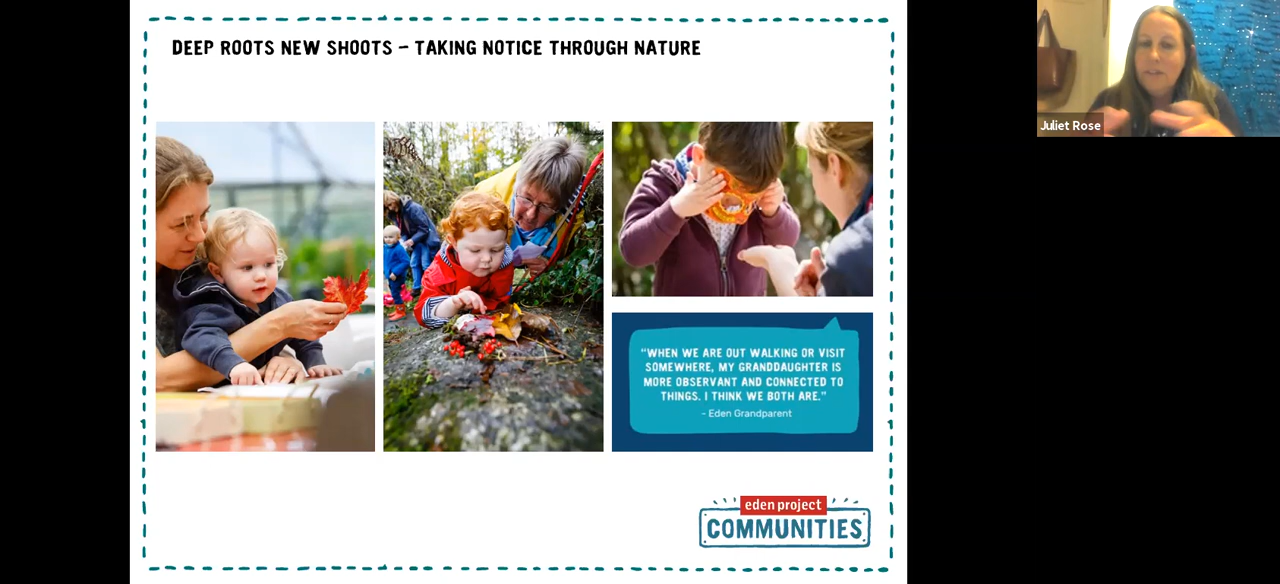 DEEP ROOTS NEW SHOOTS – TAKING NOTICE THROUGH NATURE
Juliet Rose
"WHEN WE ARE OUT WALKING OR VISIT
SOMEWHERE, MY GRANDDAUGHTER IS
MORE OBSERVANT AND CONNECTED TO
THINGS. I THINK WE BOTH ARE."
- Eden Grandparent
eden project
COMMUNITIES